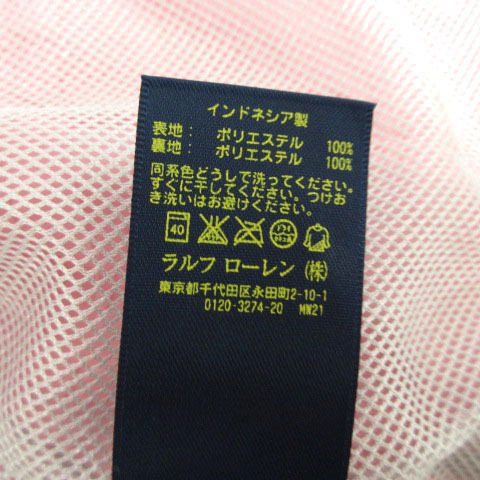 インドネシア製
表地： ポリエステル 100%
裏地： ポリエステル 100%
同系色どうしで洗ってください。
すぐに干してください。つけお
き洗いはお避けください。
40
ラルフ ローレン (株)
東京都千代田区永田町2-10-1
0120-3274-20 MW21